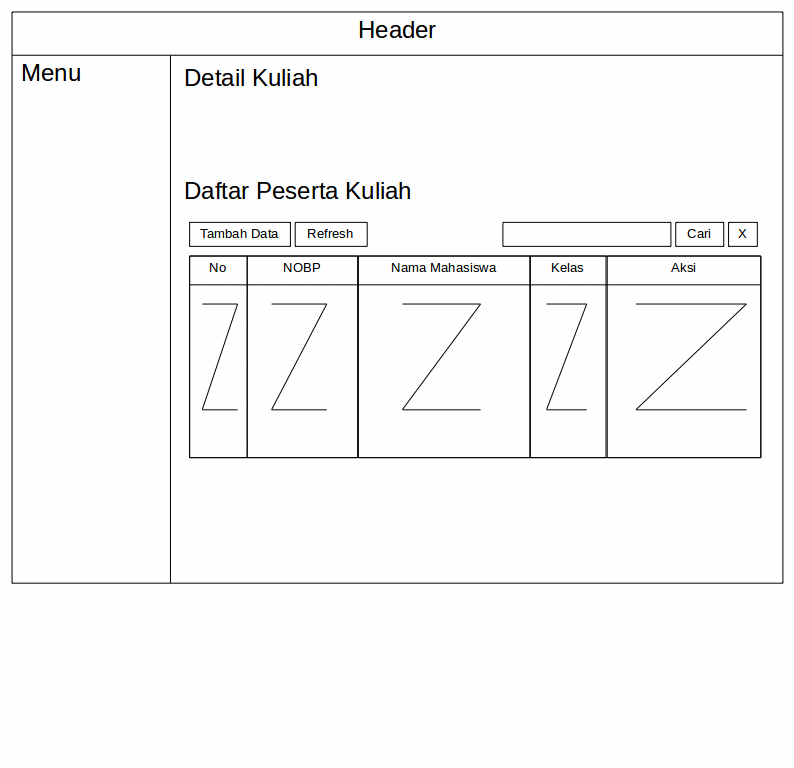 Header
Menu
Detail Kuliah
Daftar Peserta Kuliah
Tambah Data Refresh Cari X
No NOBP Nama Mahasiswa Kelas Aksi